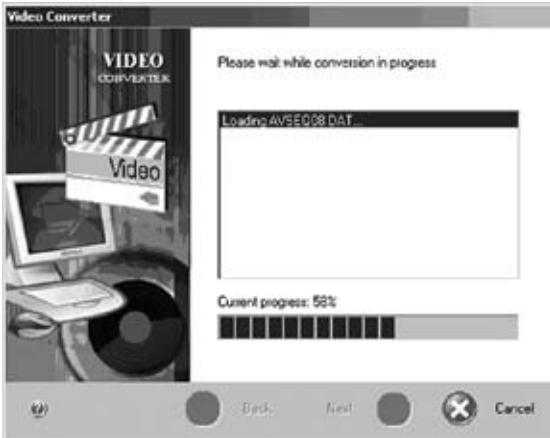 Video Converter
VIDEO
CONVERTER
Please wait while conversion in progress
Loading AVSEQ08.DAT...
Video
Current progress: 58%
Back
Next
Cancel